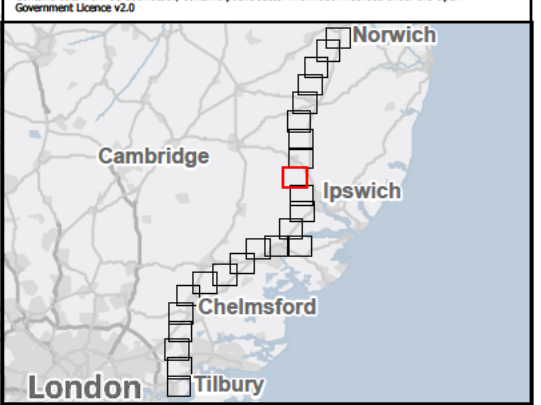 Government Licence v2.0
Norwich
Cambridge
Ipswich
Chelmsford
London
Tilbury